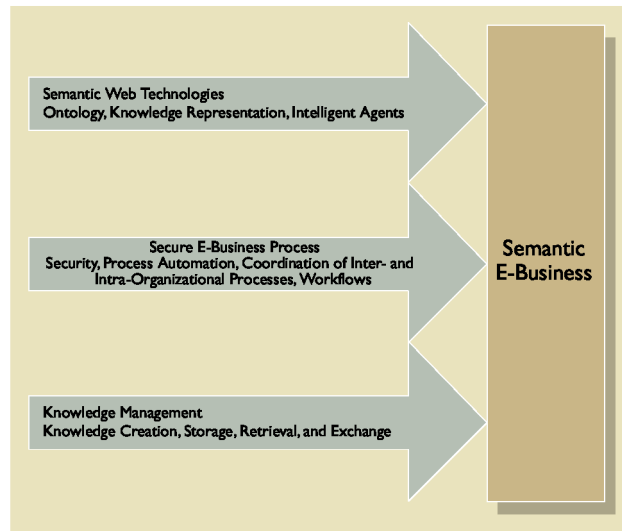 Semantic Web Technologies
Ontology, Knowledge Representation, Intelligent Agents
Secure E-Business Process
Security, Process Automation, Coordination of Inter- and
Intra-Organizational Processes, Workflows
Knowledge Management
Knowledge Creation, Storage, Retrieval, and Exchange
Semantic
E-Business